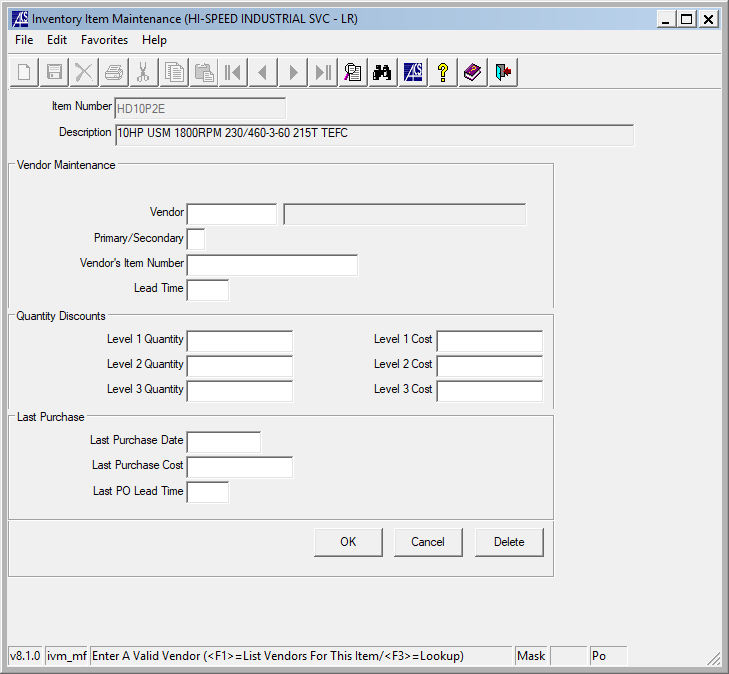 Inventory Item Maintenance (HI-SPEED INDUSTRIAL SVC - LR)
File Edit Favorites Help
Item Number HD10P2E
Description 10HP USM 1800RPM 230/460-3-60 215T TEFC
Vendor Maintenance
Vendor
Primary/Secondary
Vendor's Item Number
Lead Time
Quantity Discounts
Level 1 Quantity Level 1 Cost
Level 2 Quantity Level 2 Cost
Level 3 Quantity Level 3 Cost
Last Purchase
Last Purchase Date
Last Purchase Cost
Last PO Lead Time
OK Cancel Delete
v8.1.0 ivm_mf Enter A Valid Vendor (<F1>=List Vendors For This Item/<F3>=Lookup) Mask Po